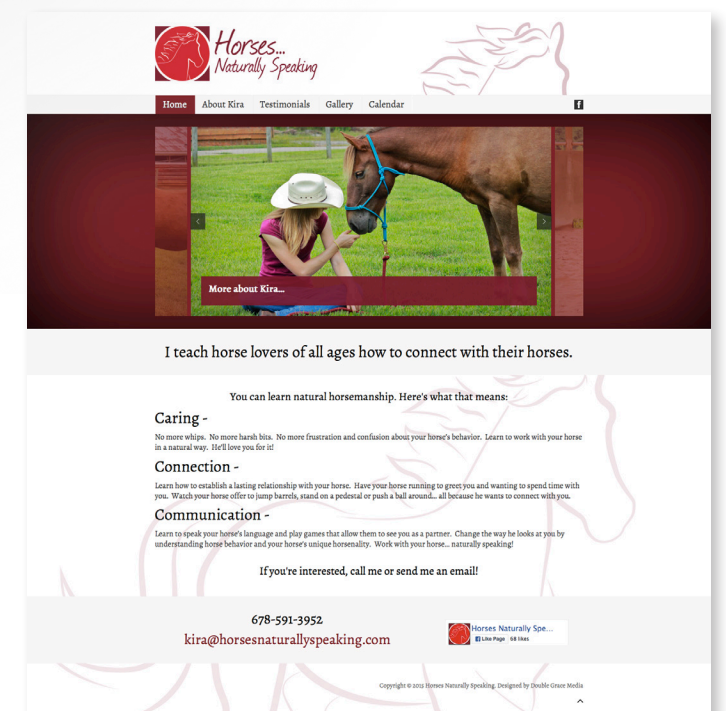 Horses...
Naturally Speaking
Home About Kira Testimonials Gallery Calendar f
< >
More about Kira...
I teach horse lovers of all ages how to connect with their horses.
You can learn natural horsemanship. Here's what that means:
Caring -
No more whips. No more harsh bits. No more frustration and confusion about your horse's behavior. Learn to work with your horse
in a natural way. He'll love you for it!
Connection -
Learn how to establish a lasting relationship with your horse. Have your horse running to greet you and wanting to spend time with
you. Watch your horse offer to jump barrels, stand on a pedestal or push a ball around... all because he wants to connect with you.
Communication -
Learn to speak your horse's language and play games that allow them to see you as a partner. Change the way he looks at you by
understanding horse behavior and your horse's unique horsenality. Work with your horse... naturally speaking!
If you're interested, call me or send me an email!
678-591-3952
kira@horsesnaturallyspeaking.com
Horses Naturally Spe...
f Like Page 58 likes
Copyright © 2015 Horses Naturally Speaking. Designed by Double Grace Media